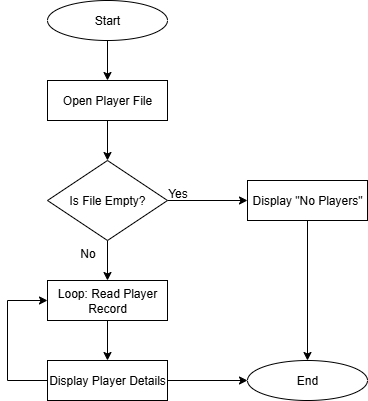 Start
Open Player File
Is File Empty?
Yes
Display "No Players"
No
Loop: Read Player
Record
Display Player Details
End